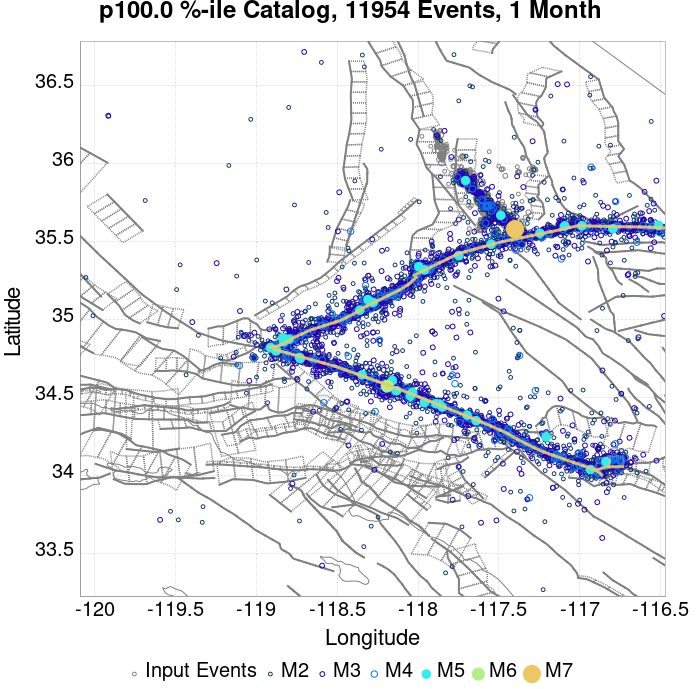 p100.0 %-ile Catalog, 11954 Events, 1 Month
36.5
36
35.5
35
34.5
34
33.5
Latitude
-120 -119.5 -119 -118.5 -118 -117.5 -117 -116.5
Longitude
Input Events M2 M3 M4 M5 M6 M7